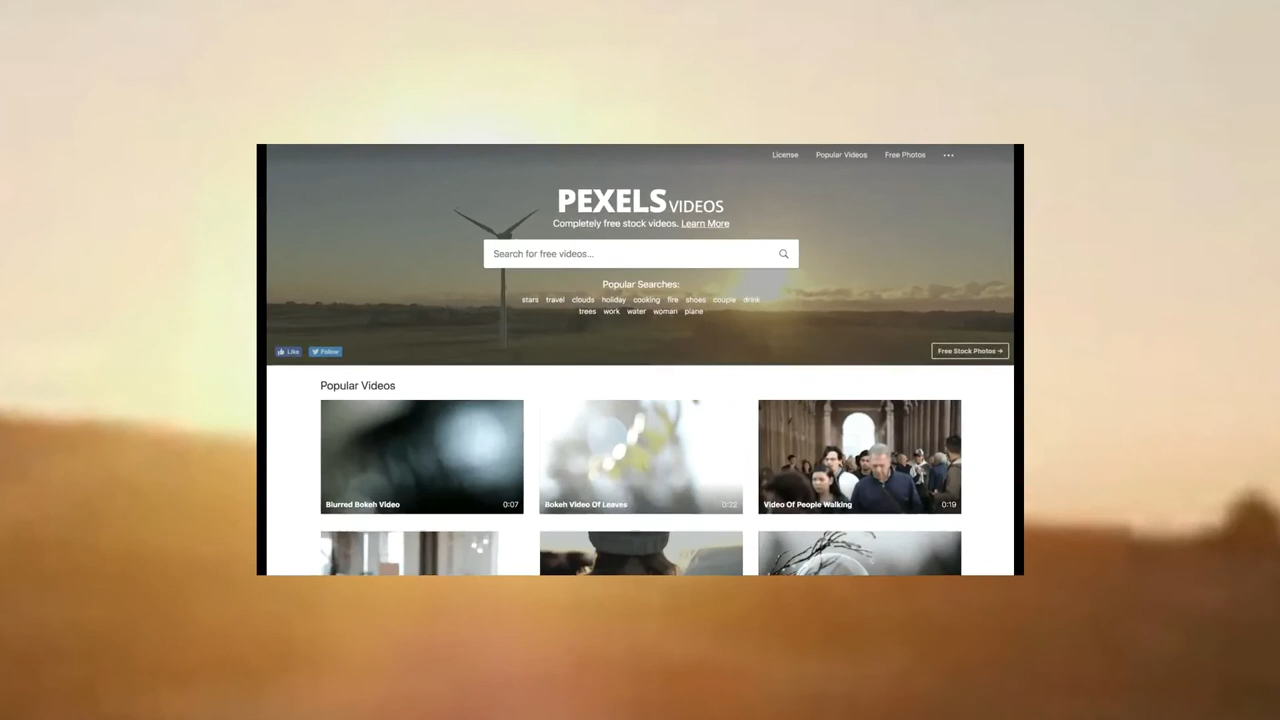 License Popular Videos Free Photos
PEXELS VIDEOS
Completely free stock videos. Learn More
Search for free videos...
Popular Searches:
stars travel clouds holiday cooking fire shoes couple drink
trees work water woman plane
Like Follow
Free Stock Photos →
Popular Videos
Blurred Bokeh Video 0:07
Bokeh Video Of Leaves 0:22
Video Of People Walking 0:19